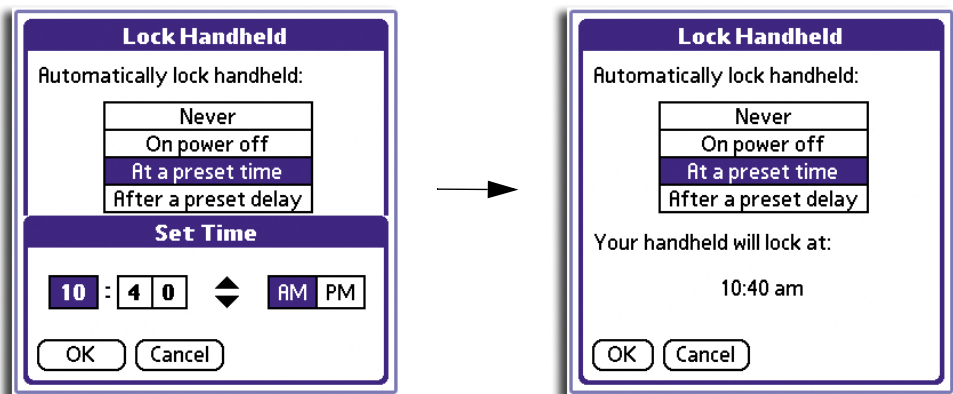 Lock Handheld
Automatically lock handheld:
Never
On power off
At a preset time
After a preset delay
Set Time
10 : 4 0 AM PM
OK Cancel
Lock Handheld
Automatically lock handheld:
Never
On power off
At a preset time
After a preset delay
Your handheld will lock at:
10:40 am
OK Cancel